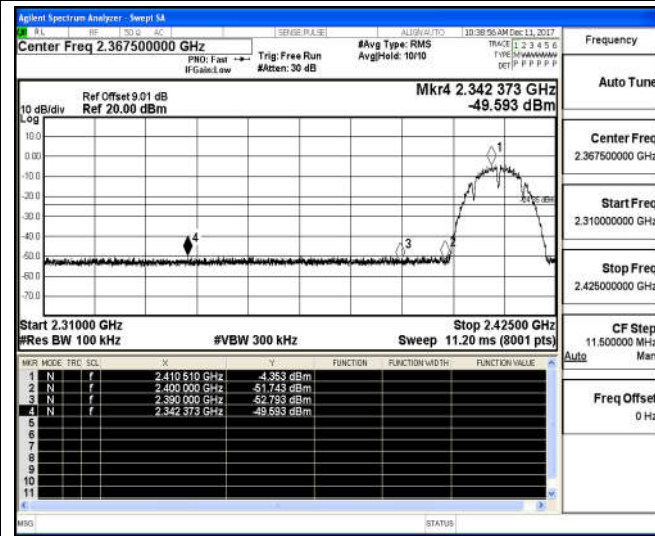 Agilent Spectrum Analyzer - Swept SA
RL RF 50 Ω AC SENSE:PULSE ALIGN AUTO 10:38:56 AM Dec 11, 2017
Center Freq 2.367500000 GHz
PNO: Fast
IFGain:Low
Trig: Free Run
#Atten: 30 dB
#Avg Type: RMS
Avg|Hold: 10/10
TRACE 1 2 3 4 5 6
TYPE
DET P P P P P P
Ref Offset 9.01 dB
Ref 20.00 dBm
10 dB/div
Log
Mkr4 2.342 373 GHz
-49.593 dBm
10.0
0.00
-10.0
-20.0
-30.0
-40.0
-50.0
-60.0
-70.0
1
2
3
4
Start 2.31000 GHz
#Res BW 100 kHz
#VBW 300 kHz
Stop 2.42500 GHz
Sweep 11.20 ms (8001 pts)
MKR MODE TRC SCL X Y FUNCTION FUNCTION WIDTH FUNCTION VALUE
1 N f 2.410 510 GHz -4.353 dBm
2 N f 2.400 000 GHz -51.743 dBm
3 N f 2.390 000 GHz -52.793 dBm
4 N f 2.342 373 GHz -49.593 dBm
5
6
7
8
9
10
11
MSG STATUS
Frequency
Auto Tune
Center Freq
2.367500000 GHz
Start Freq
2.310000000 GHz
Stop Freq
2.425000000 GHz
CF Step
11.500000 MHz
Auto Man
Freq Offset
0 Hz